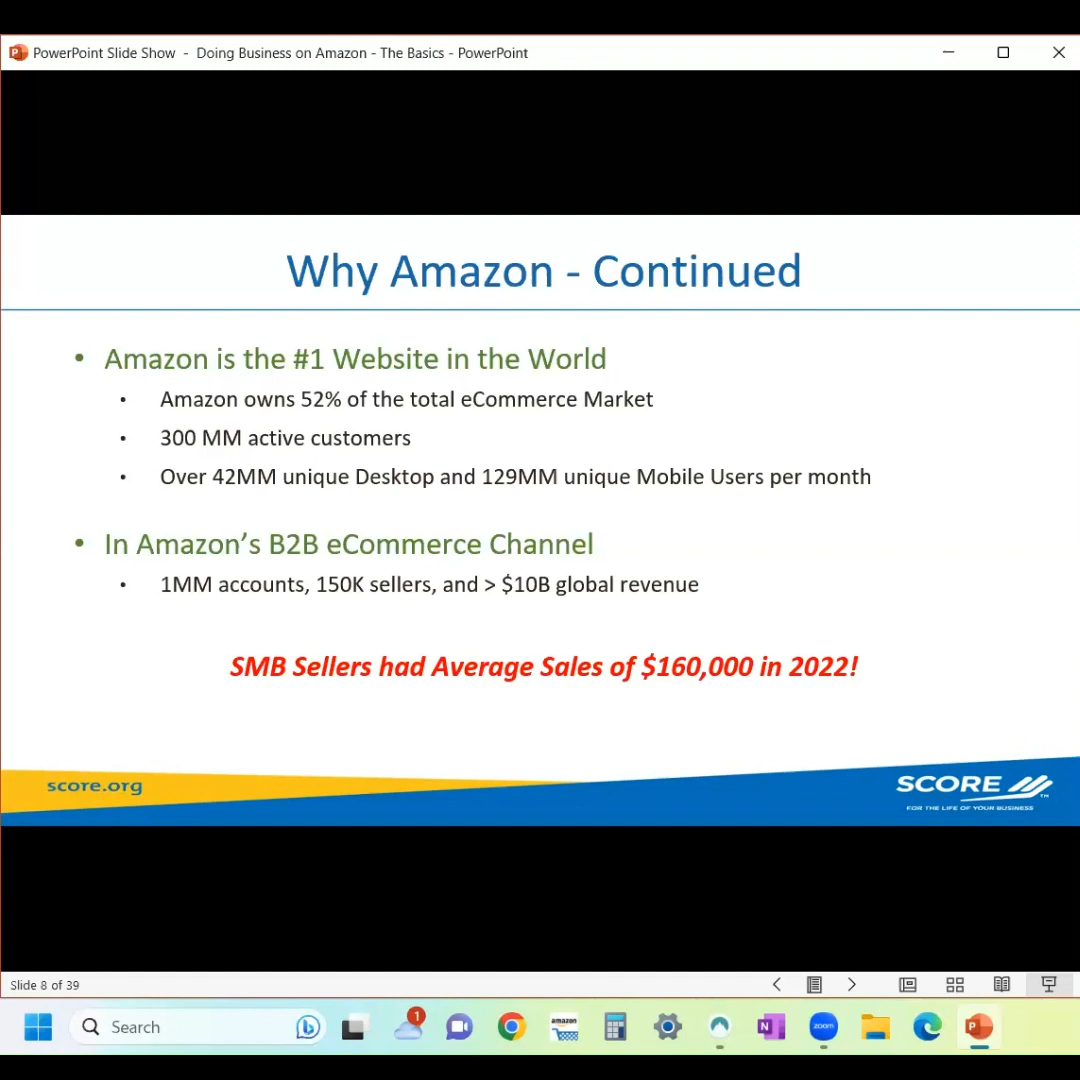 PowerPoint Slide Show - Doing Business on Amazon - The Basics - PowerPoint
Why Amazon - Continued
• Amazon is the #1 Website in the World
• Amazon owns 52% of the total eCommerce Market
• 300 MM active customers
• Over 42MM unique Desktop and 129MM unique Mobile Users per month
• In Amazon’s B2B eCommerce Channel
• 1MM accounts, 150K sellers, and > $10B global revenue
SMB Sellers had Average Sales of $160,000 in 2022!
score.org
SCORE
TM
FOR THE LIFE OF YOUR BUSINESS
Slide 8 of 39
Search
1
amazon
N
zoom
P